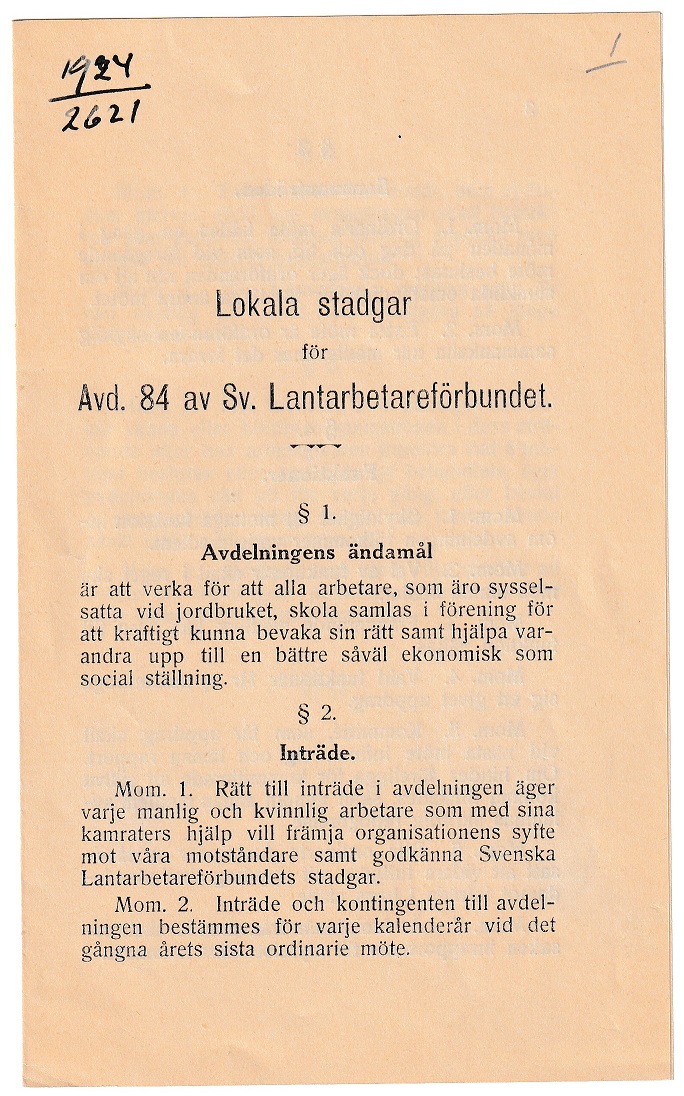 1924
2621
1
Lokala stadgar
för
Avd. 84 av Sv. Lantarbetareförbundet.
§ 1.
Avdelningens ändamål
är att verka för att alla arbetare, som äro syssel-
satta vid jordbruket, skola samlas i förening för
att kraftigt kunna bevaka sin rätt samt hjälpa var-
andra upp till en bättre såväl ekonomisk som
social ställning.
§ 2.
Inträde.
Mom. 1. Rätt till inträde i avdelningen äger
varje manlig och kvinnlig arbetare som med sina
kamraters hjälp vill främja organisationens syfte
mot våra motståndare samt godkänna Svenska
Lantarbetareförbundets stadgar.
Mom. 2. Inträde och kontingenten till avdel-
ningen bestämmes för varje kalenderår vid det
gångna årets sista ordinarie möte.